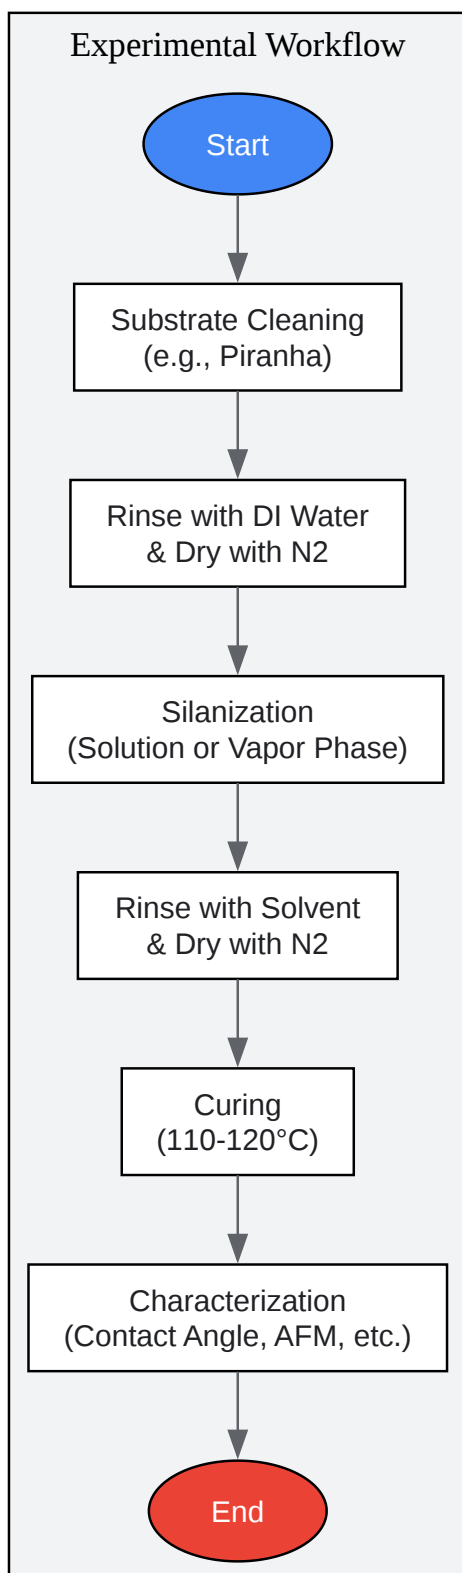 Experimental Workflow
Start
Substrate Cleaning
(e.g., Piranha)
Rinse with DI Water
& Dry with N2
Silanization
(Solution or Vapor Phase)
Rinse with Solvent
& Dry with N2
Curing
(110-120°C)
Characterization
(Contact Angle, AFM, etc.)
End